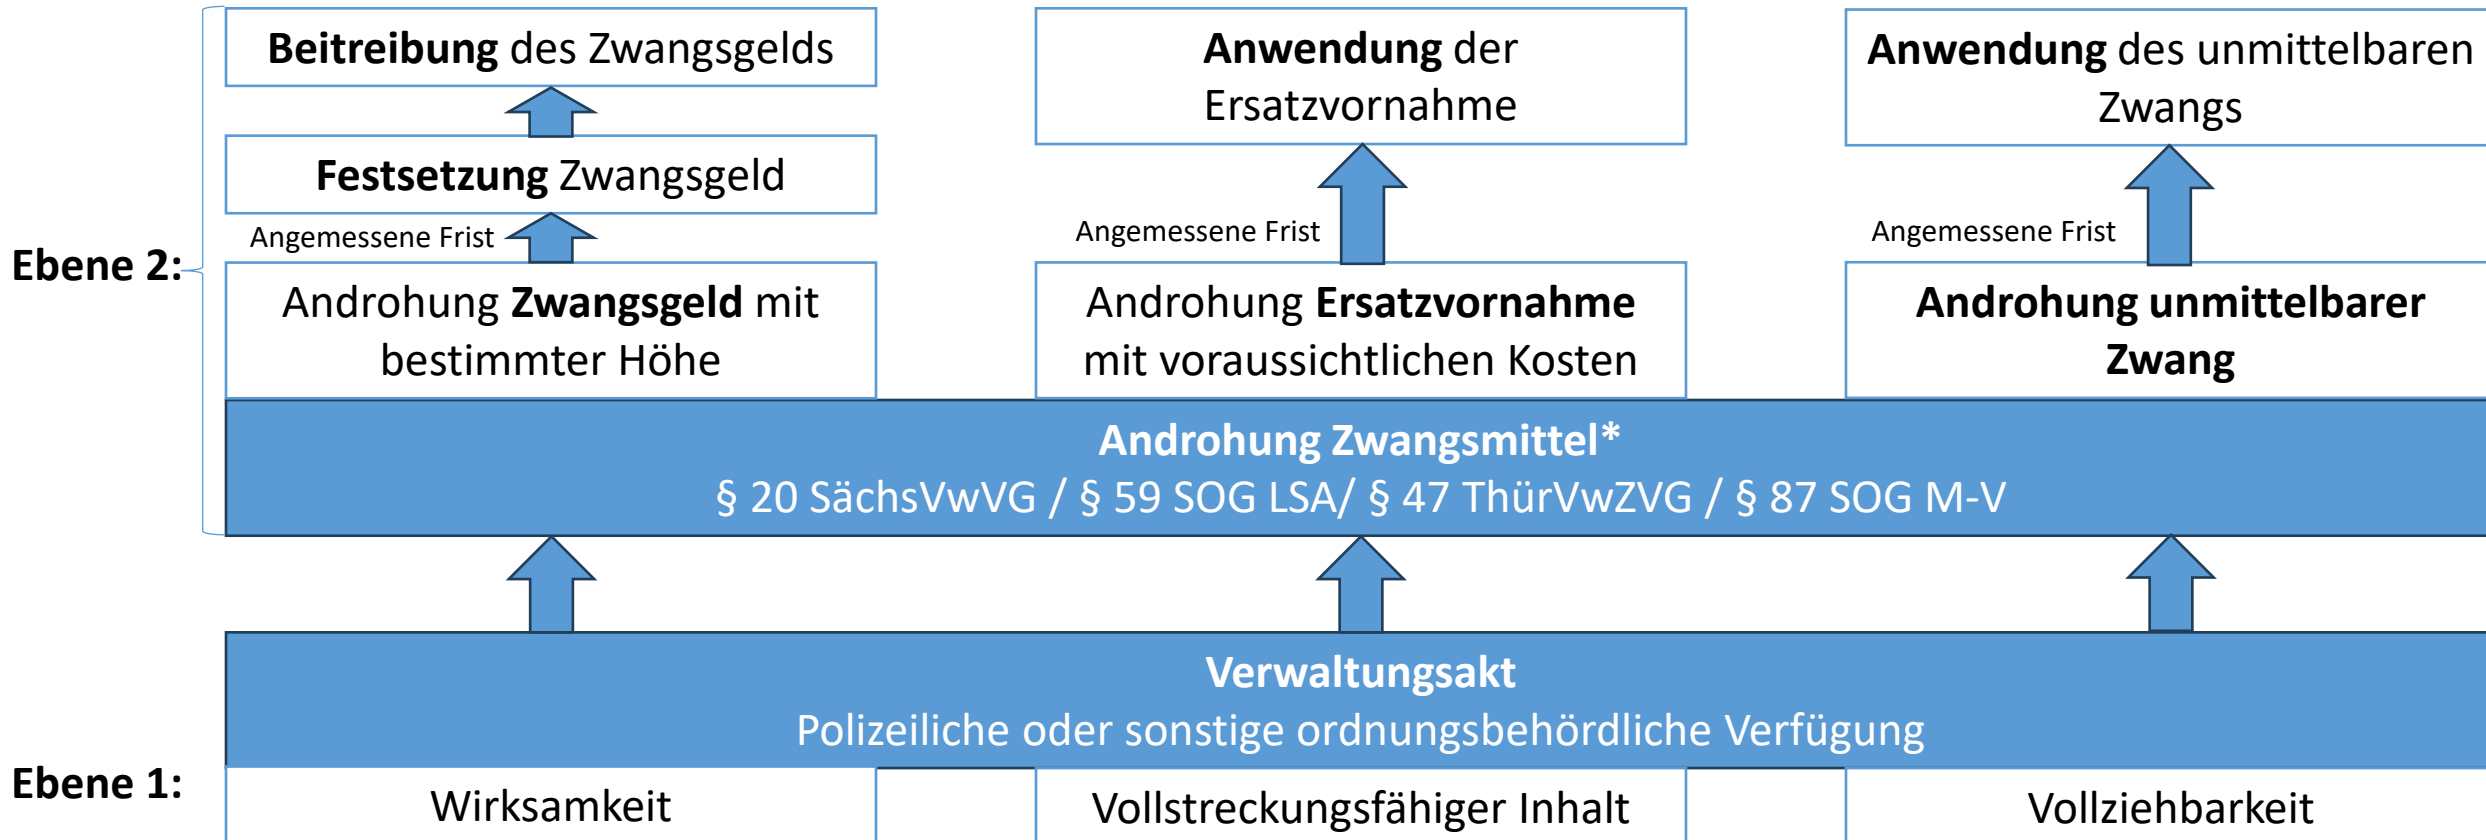 Beitreibung des Zwangsgelds
Anwendung der
Ersatzvornahme
Anwendung des unmittelbaren
Zwangs
Festsetzung Zwangsgeld
Angemessene Frist
Angemessene Frist
Angemessene Frist
Ebene 2:
Androhung Zwangsgeld mit
bestimmter Höhe
Androhung Ersatzvornahme
mit voraussichtlichen Kosten
Androhung unmittelbarer
Zwang
Androhung Zwangsmittel*
§ 20 SächsVwVG / § 59 SOG LSA/ § 47 ThürVwZVG / § 87 SOG M-V
Verwaltungsakt
Polizeiliche oder sonstige ordnungsbehördliche Verfügung
Ebene 1:
Wirksamkeit
Vollstreckungsfähiger Inhalt
Vollziehbarkeit